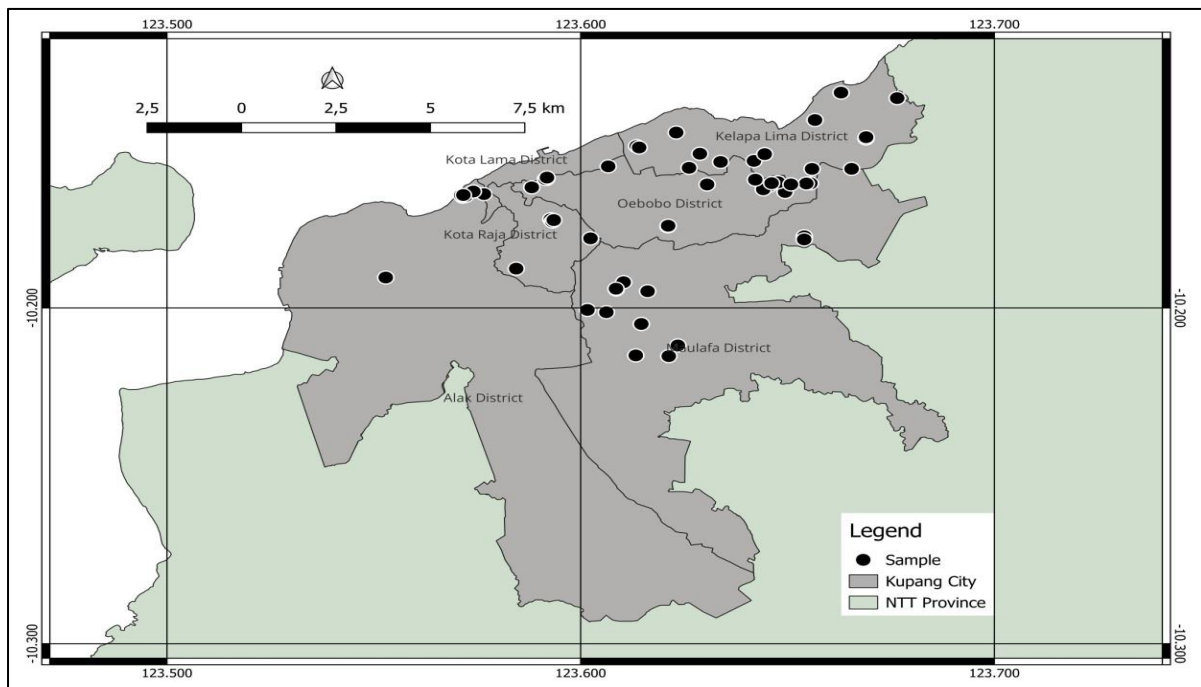 123.500 123.600 123.700
2,5 0 2,5 5 7,5 km
Kelapa Lima District
Kota Lama District
Oebobo District
Kota Raja District
-10.200 -10.200
Maulafa District
Alak District
Legend
Sample
Kupang City
NTT Province
-10.300 -10.300
123.500 123.600 123.700